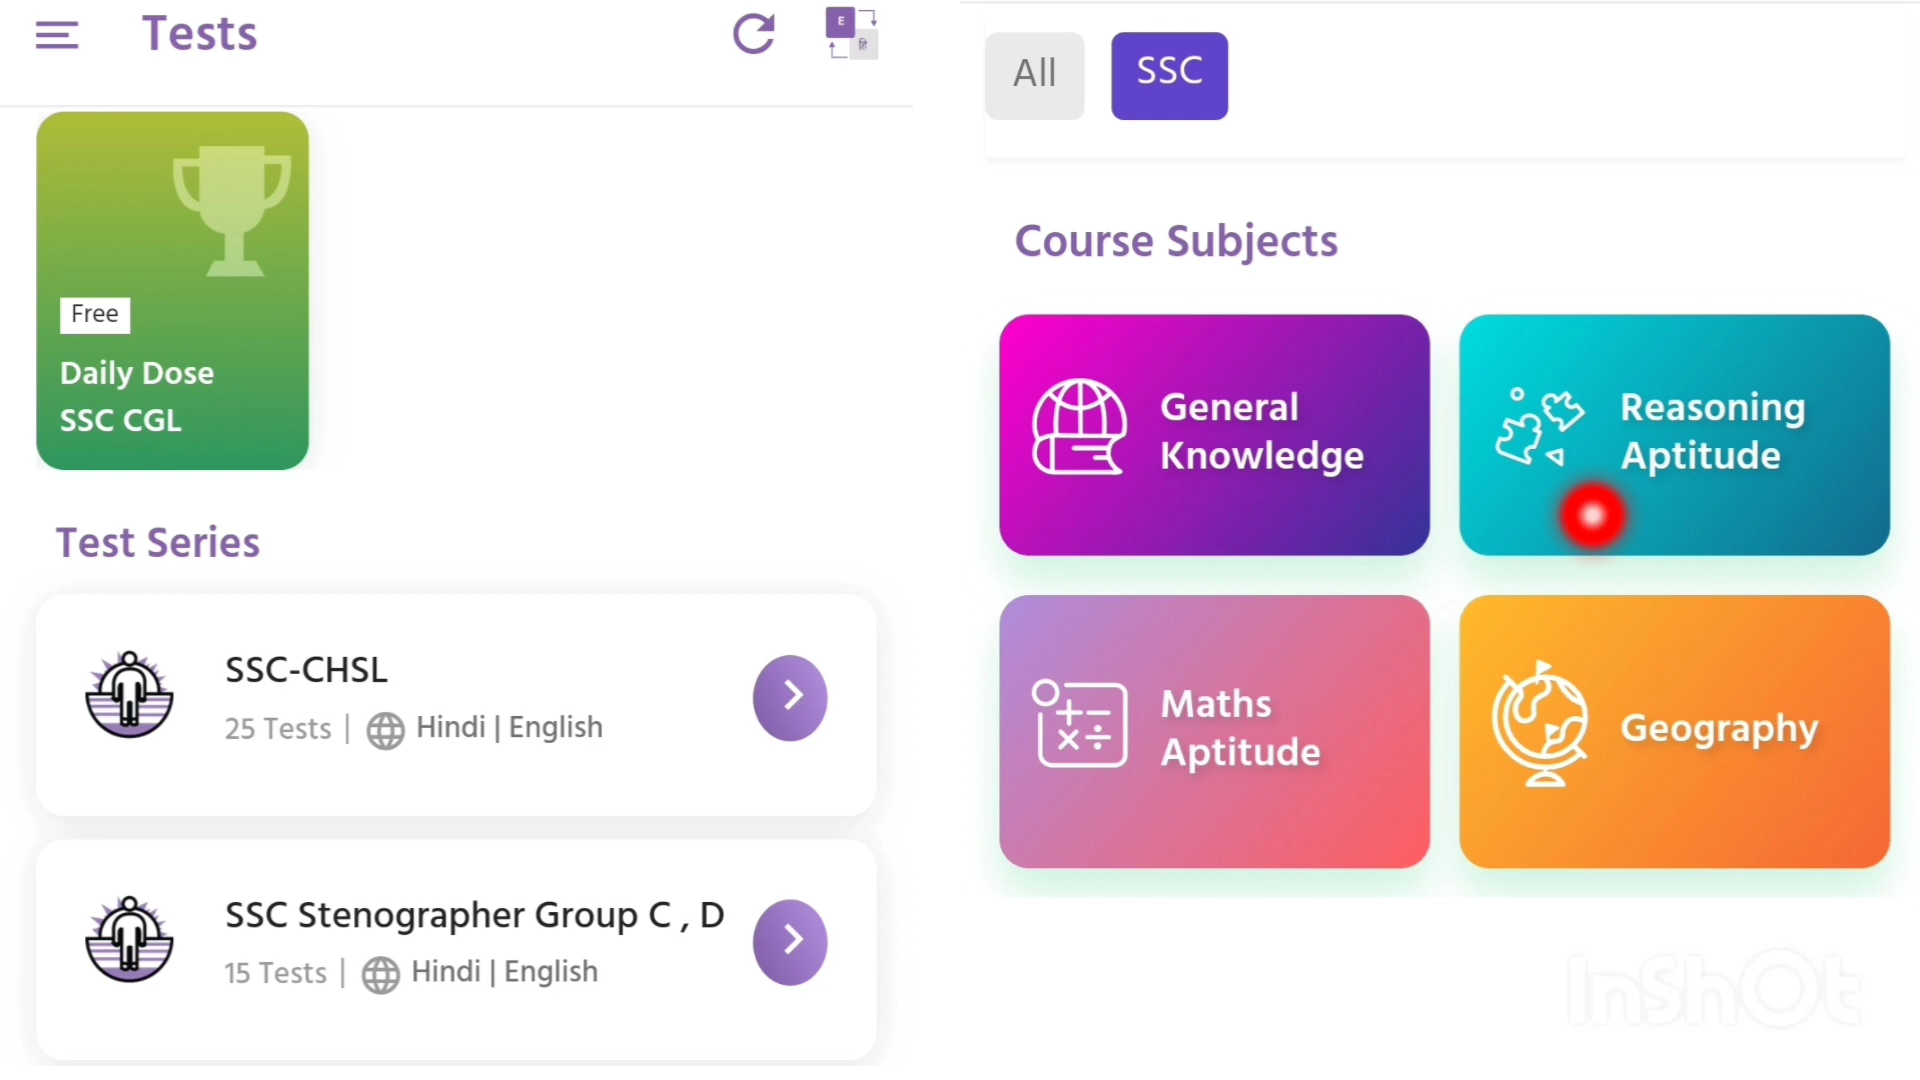 Tests
E
हि
Free
Daily Dose
SSC CGL
Test Series
SSC-CHSL
25 Tests | Hindi | English
SSC Stenographer Group C , D
15 Tests | Hindi | English
All
SSC
Course Subjects
General
Knowledge
Reasoning
Aptitude
Maths
Aptitude
Geography
InShOt